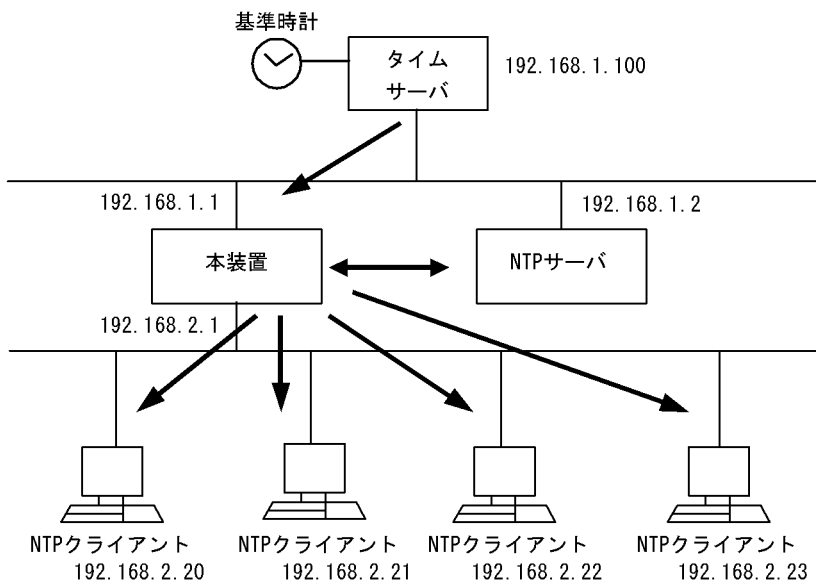 基準時計
タイム
サーバ
192.168.1.100
192.168.1.1
192.168.1.2
本装置
NTPサーバ
192.168.2.1
NTPクライアント
192.168.2.20
NTPクライアント
192.168.2.21
NTPクライアント
192.168.2.22
NTPクライアント
192.168.2.23